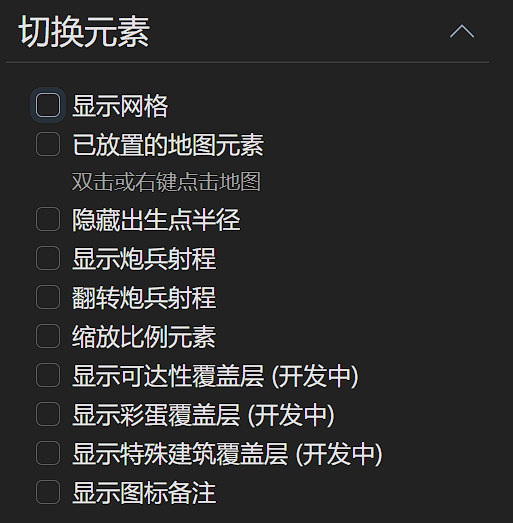 切换元素
显示网格
已放置的地图元素
双击或右键点击地图
隐藏出生点半径
显示炮兵射程
翻转炮兵射程
缩放比例元素
显示可达性覆盖层 (开发中)
显示彩蛋覆盖层 (开发中)
显示特殊建筑覆盖层 (开发中)
显示图标备注